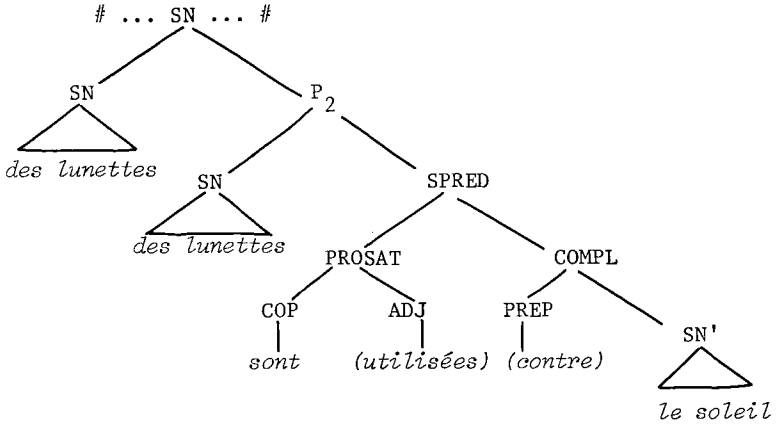 # ... SN ... #
SN P2
des lunettes
SN SPRED
des lunettes
PROSAT COMPL
COP ADJ PREP
SN'
sont (utilisées) (contre)
le soleil